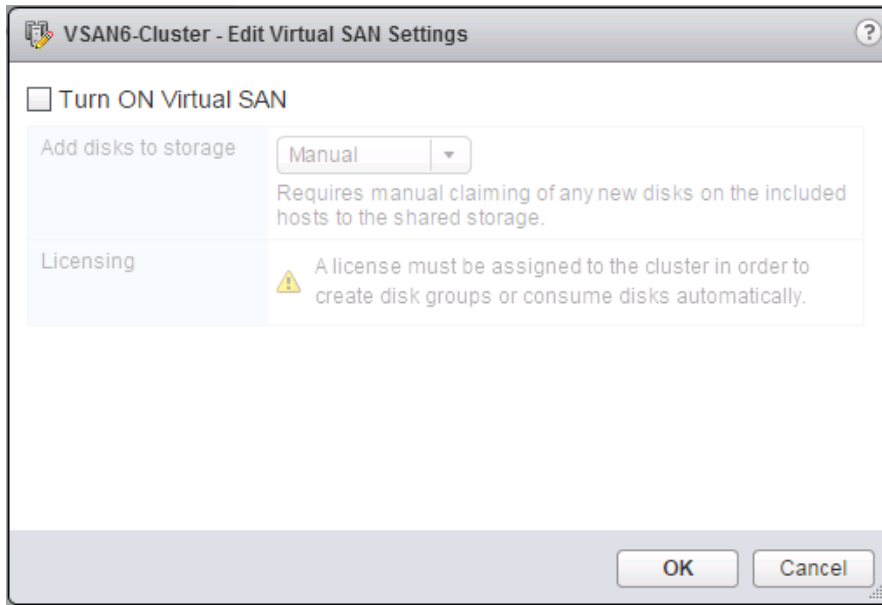 VSAN6-Cluster - Edit Virtual SAN Settings
?
Turn ON Virtual SAN
Add disks to storage
Manual
Requires manual claiming of any new disks on the included
hosts to the shared storage.
Licensing
A license must be assigned to the cluster in order to
create disk groups or consume disks automatically.
OK
Cancel